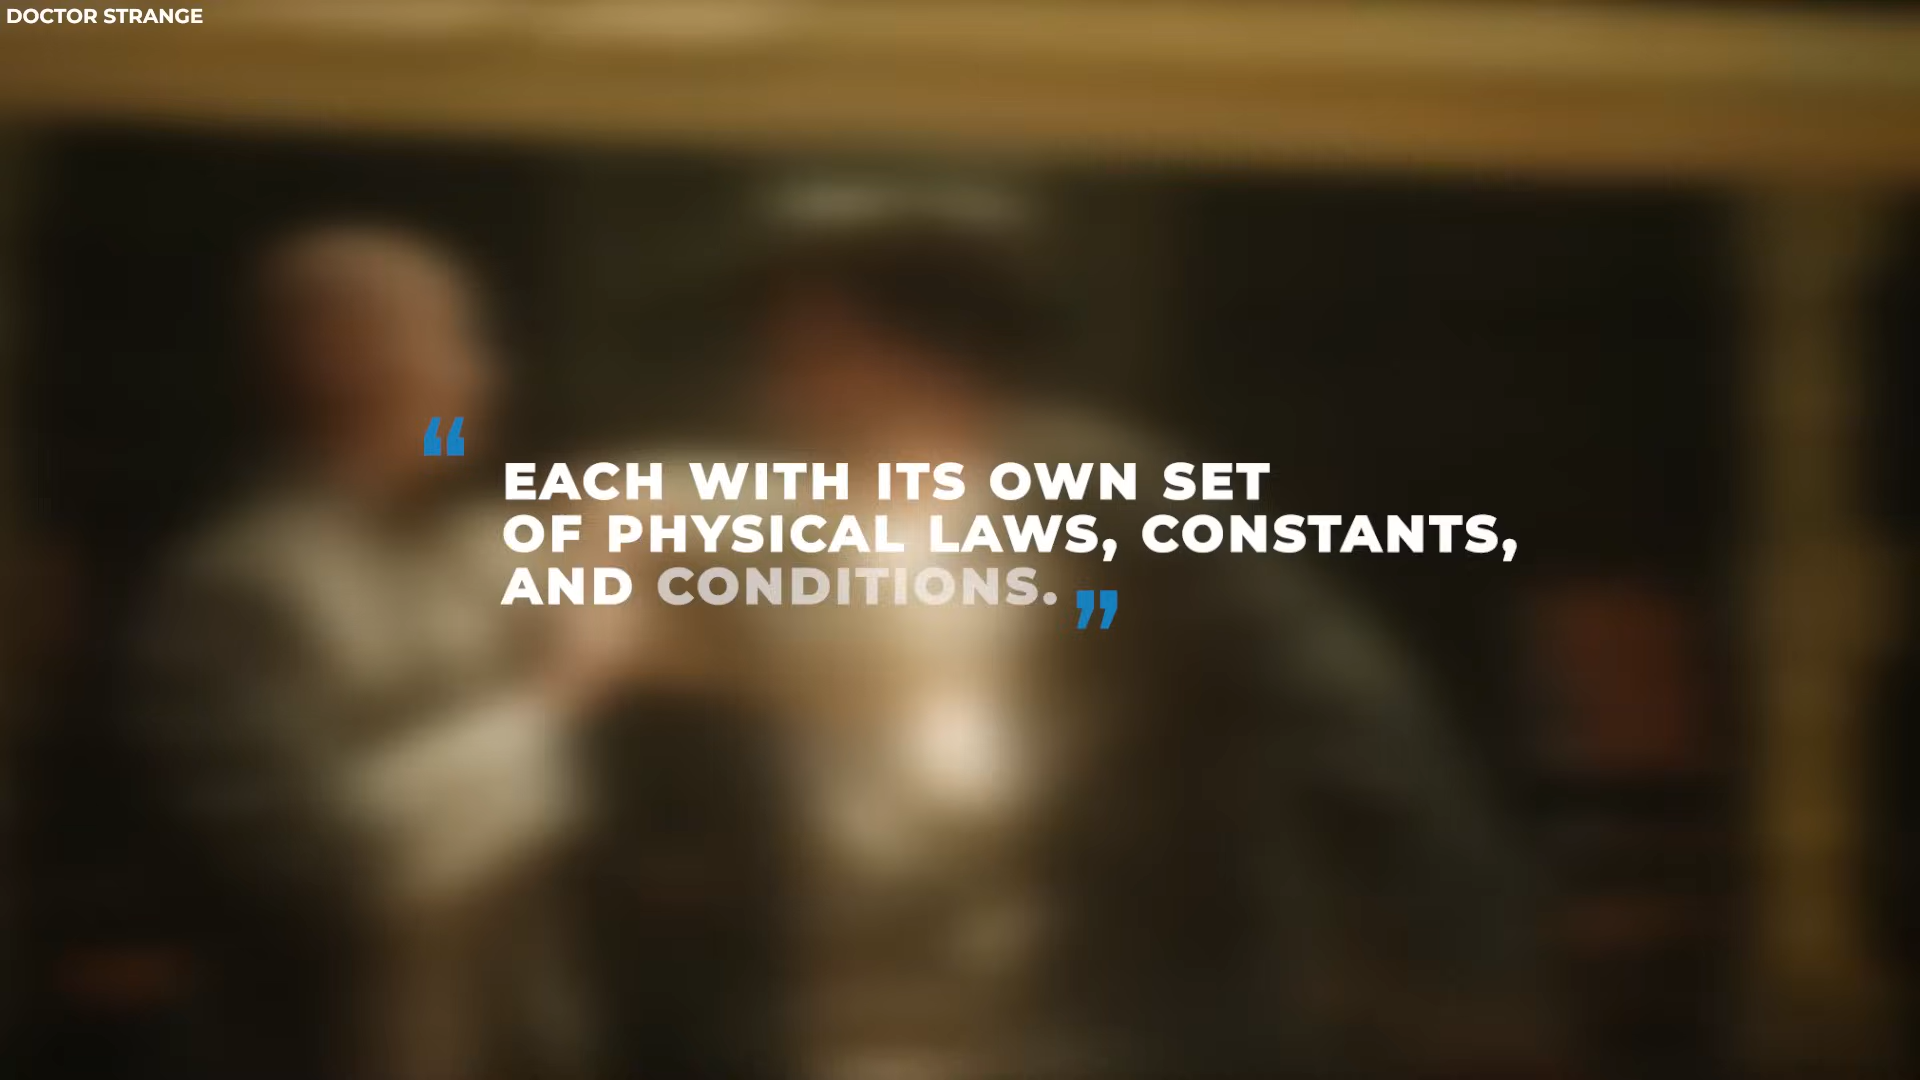 DOCTOR STRANGE
“EACH WITH ITS OWN SET
OF PHYSICAL LAWS, CONSTANTS,
AND CONDITIONS.”